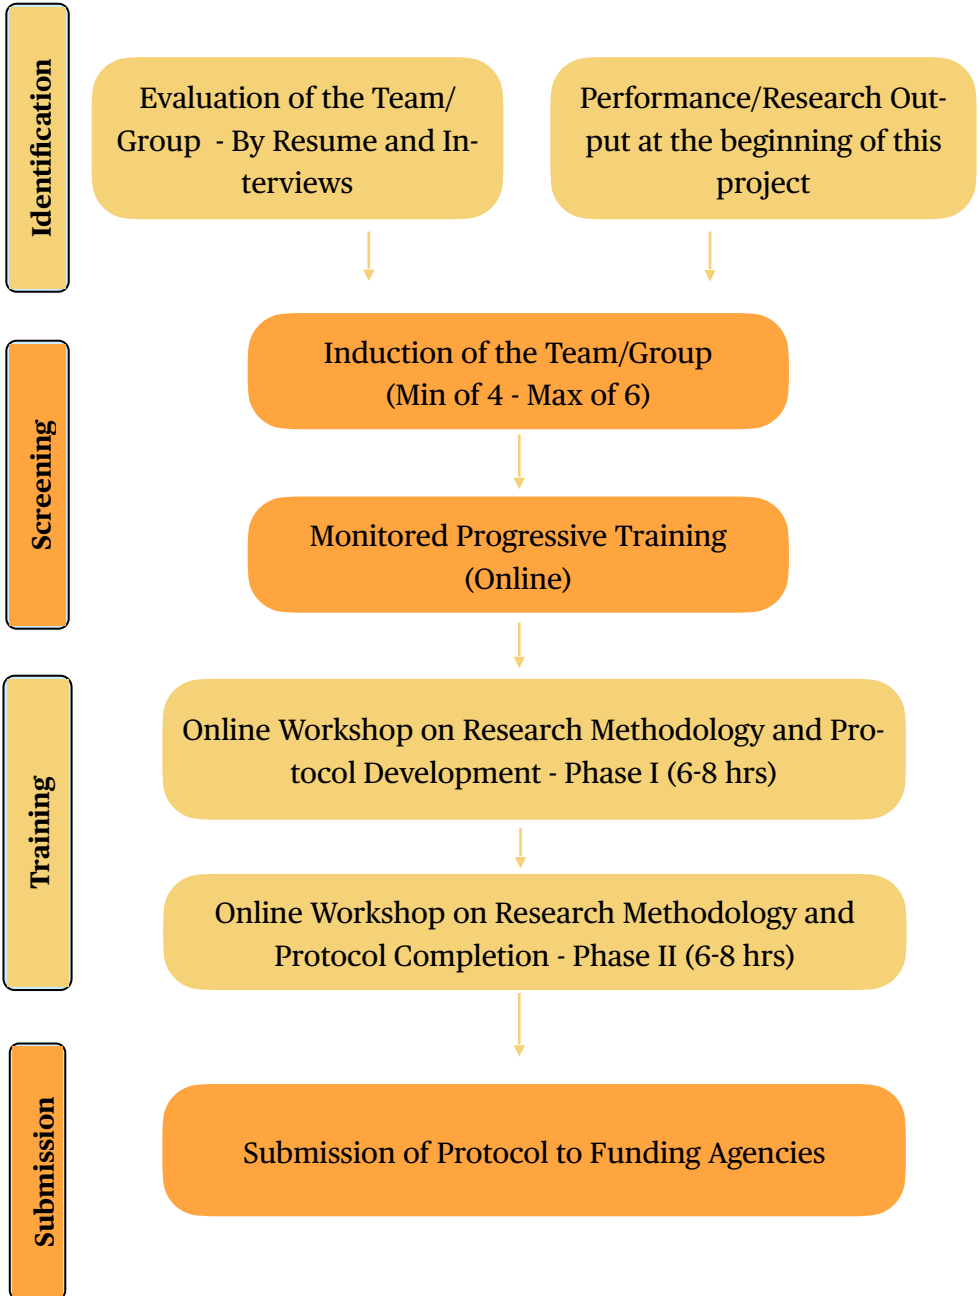 Identification
Evaluation of the Team/
Group - By Resume and In-
terviews
Performance/Research Out-
put at the beginning of this
project
Screening
Induction of the Team/Group
(Min of 4 - Max of 6)
Monitored Progressive Training
(Online)
Training
Online Workshop on Research Methodology and Pro-
tocol Development - Phase I (6-8 hrs)
Online Workshop on Research Methodology and
Protocol Completion - Phase II (6-8 hrs)
Submission
Submission of Protocol to Funding Agencies